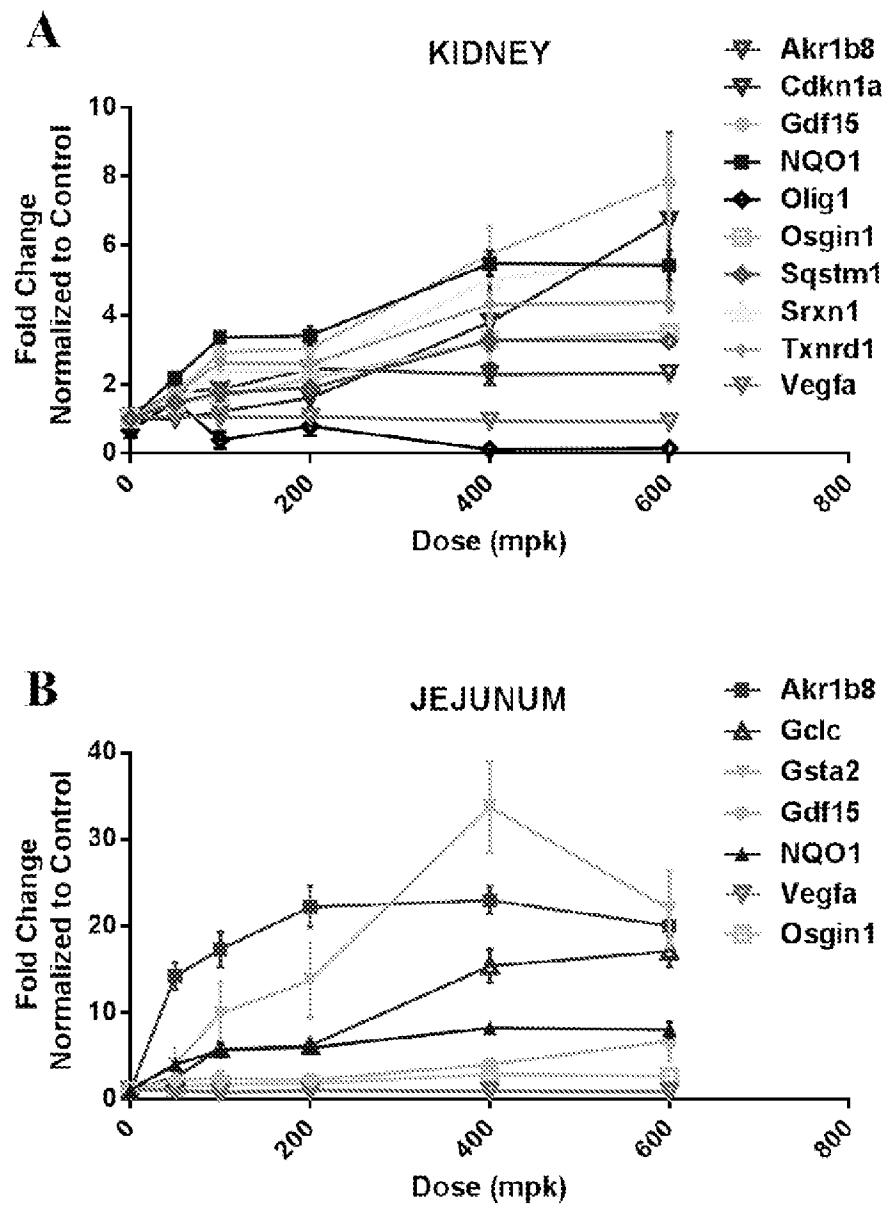 A
KIDNEY
Fold Change
Normalized to Control
10
8
6
4
2
0
0
200
400
600
800
Dose (mpk)
Akr1b8
Cdkn1a
Gdf15
NQO1
Olig1
Osgin1
Sqstm1
Srxn1
Txnrd1
Vegfa
B
JEJUNUM
Fold Change
Normalized to Control
40
30
20
10
0
0
200
400
600
800
Dose (mpk)
Akr1b8
Gclc
Gsta2
Gdf15
NQO1
Vegfa
Osgin1